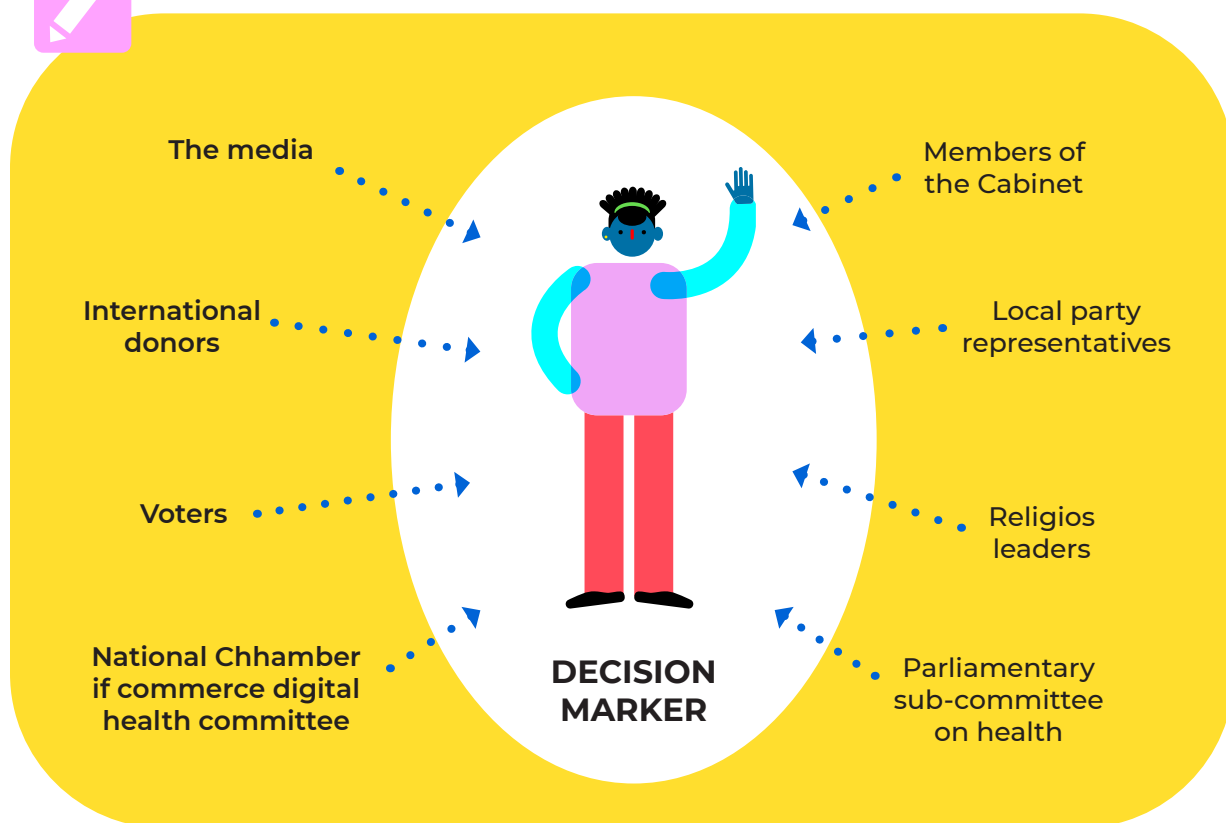 The media
International
donors
Voters
National Chhamber
if commerce digital
health committee
DECISION
MARKER
Members of
the Cabinet
Local party
representatives
Religios
leaders
Parliamentary
sub-committee
on health